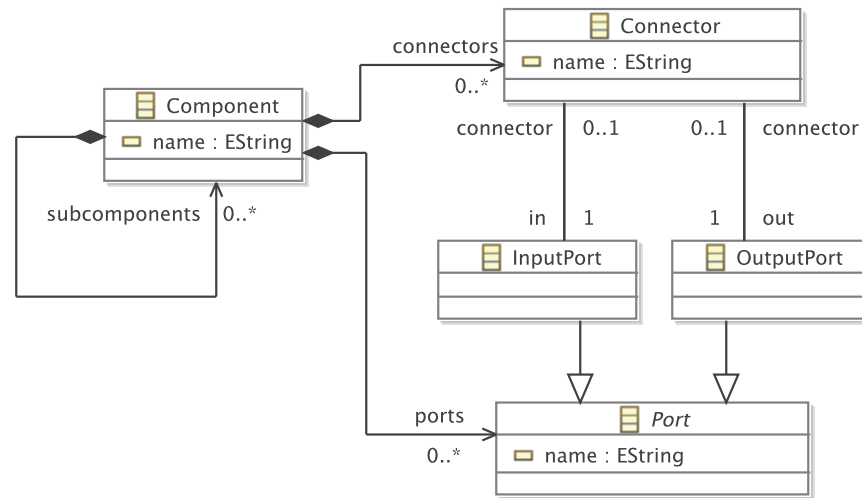 Connector
connectors
name : EString
0..*
Component
connector
0..1
0..1
connector
name : EString
subcomponents
0..*
in
1
1
out
InputPort
OutputPort
ports
Port
0..*
name : EString